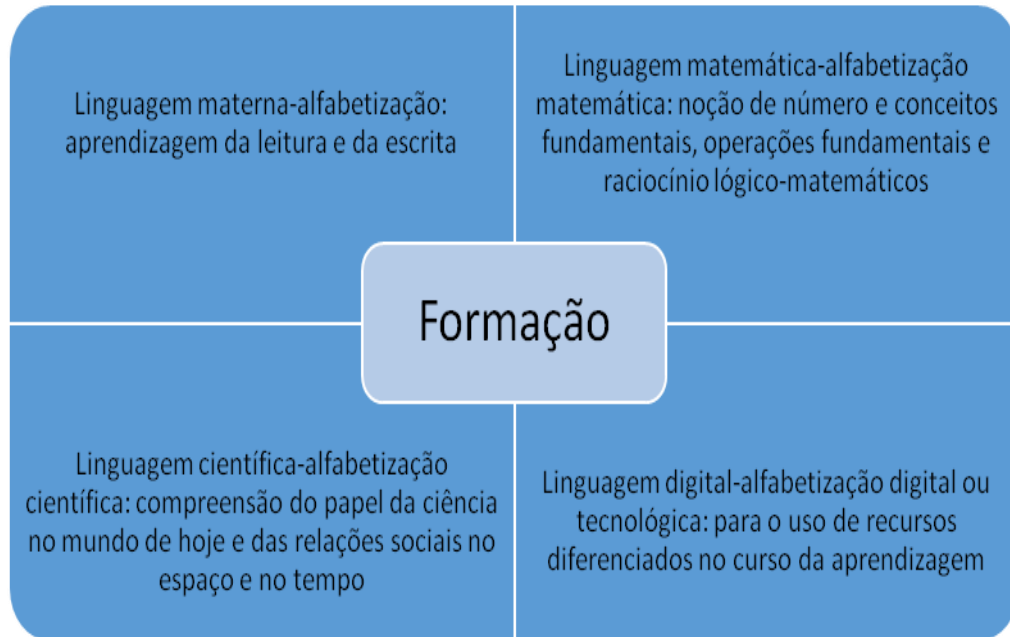 Linguagem materna-alfabetização:
aprendizagem da leitura e da escrita
Linguagem matemática-alfabetização
matemática: noção de número e conceitos
fundamentais, operações fundamentais e
raciocínio lógico-matemáticos
Formação
Linguagem científica-alfabetização
científica: compreensão do papel da ciência
no mundo de hoje e das relações sociais no
espaço e no tempo
Linguagem digital-alfabetização digital ou
tecnológica: para o uso de recursos
diferenciados no curso da aprendizagem